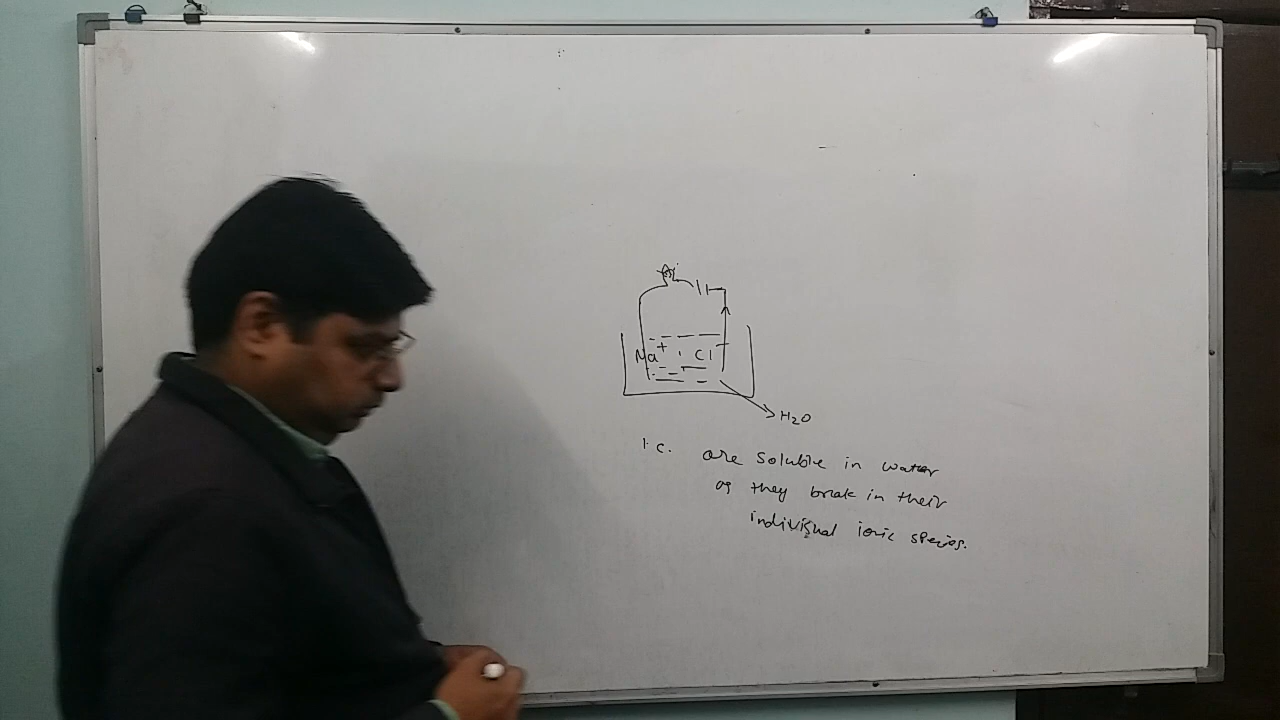 Na+ Cl-
H2O
I.C. are soluble in water
as they break in their
individual ionic species.